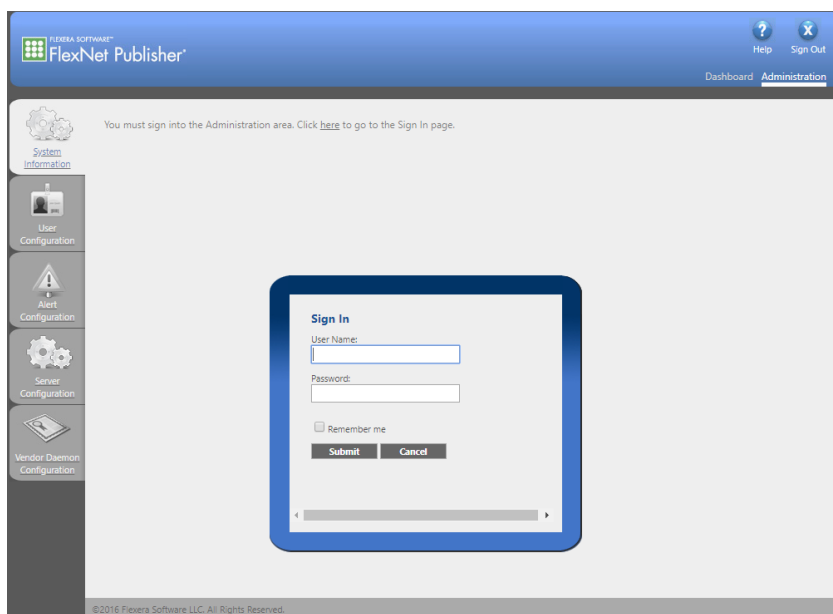 FLEXERA SOFTWARE™
FlexNet Publisher®
Help
Sign Out
Dashboard
Administration
System
Information
User
Configuration
Alert
Configuration
Server
Configuration
Vendor Daemon
Configuration
You must sign into the Administration area. Click here to go to the Sign In page.
Sign In
User Name:
Password:
Remember me
Submit
Cancel
©2016 Flexera Software LLC. All Rights Reserved.